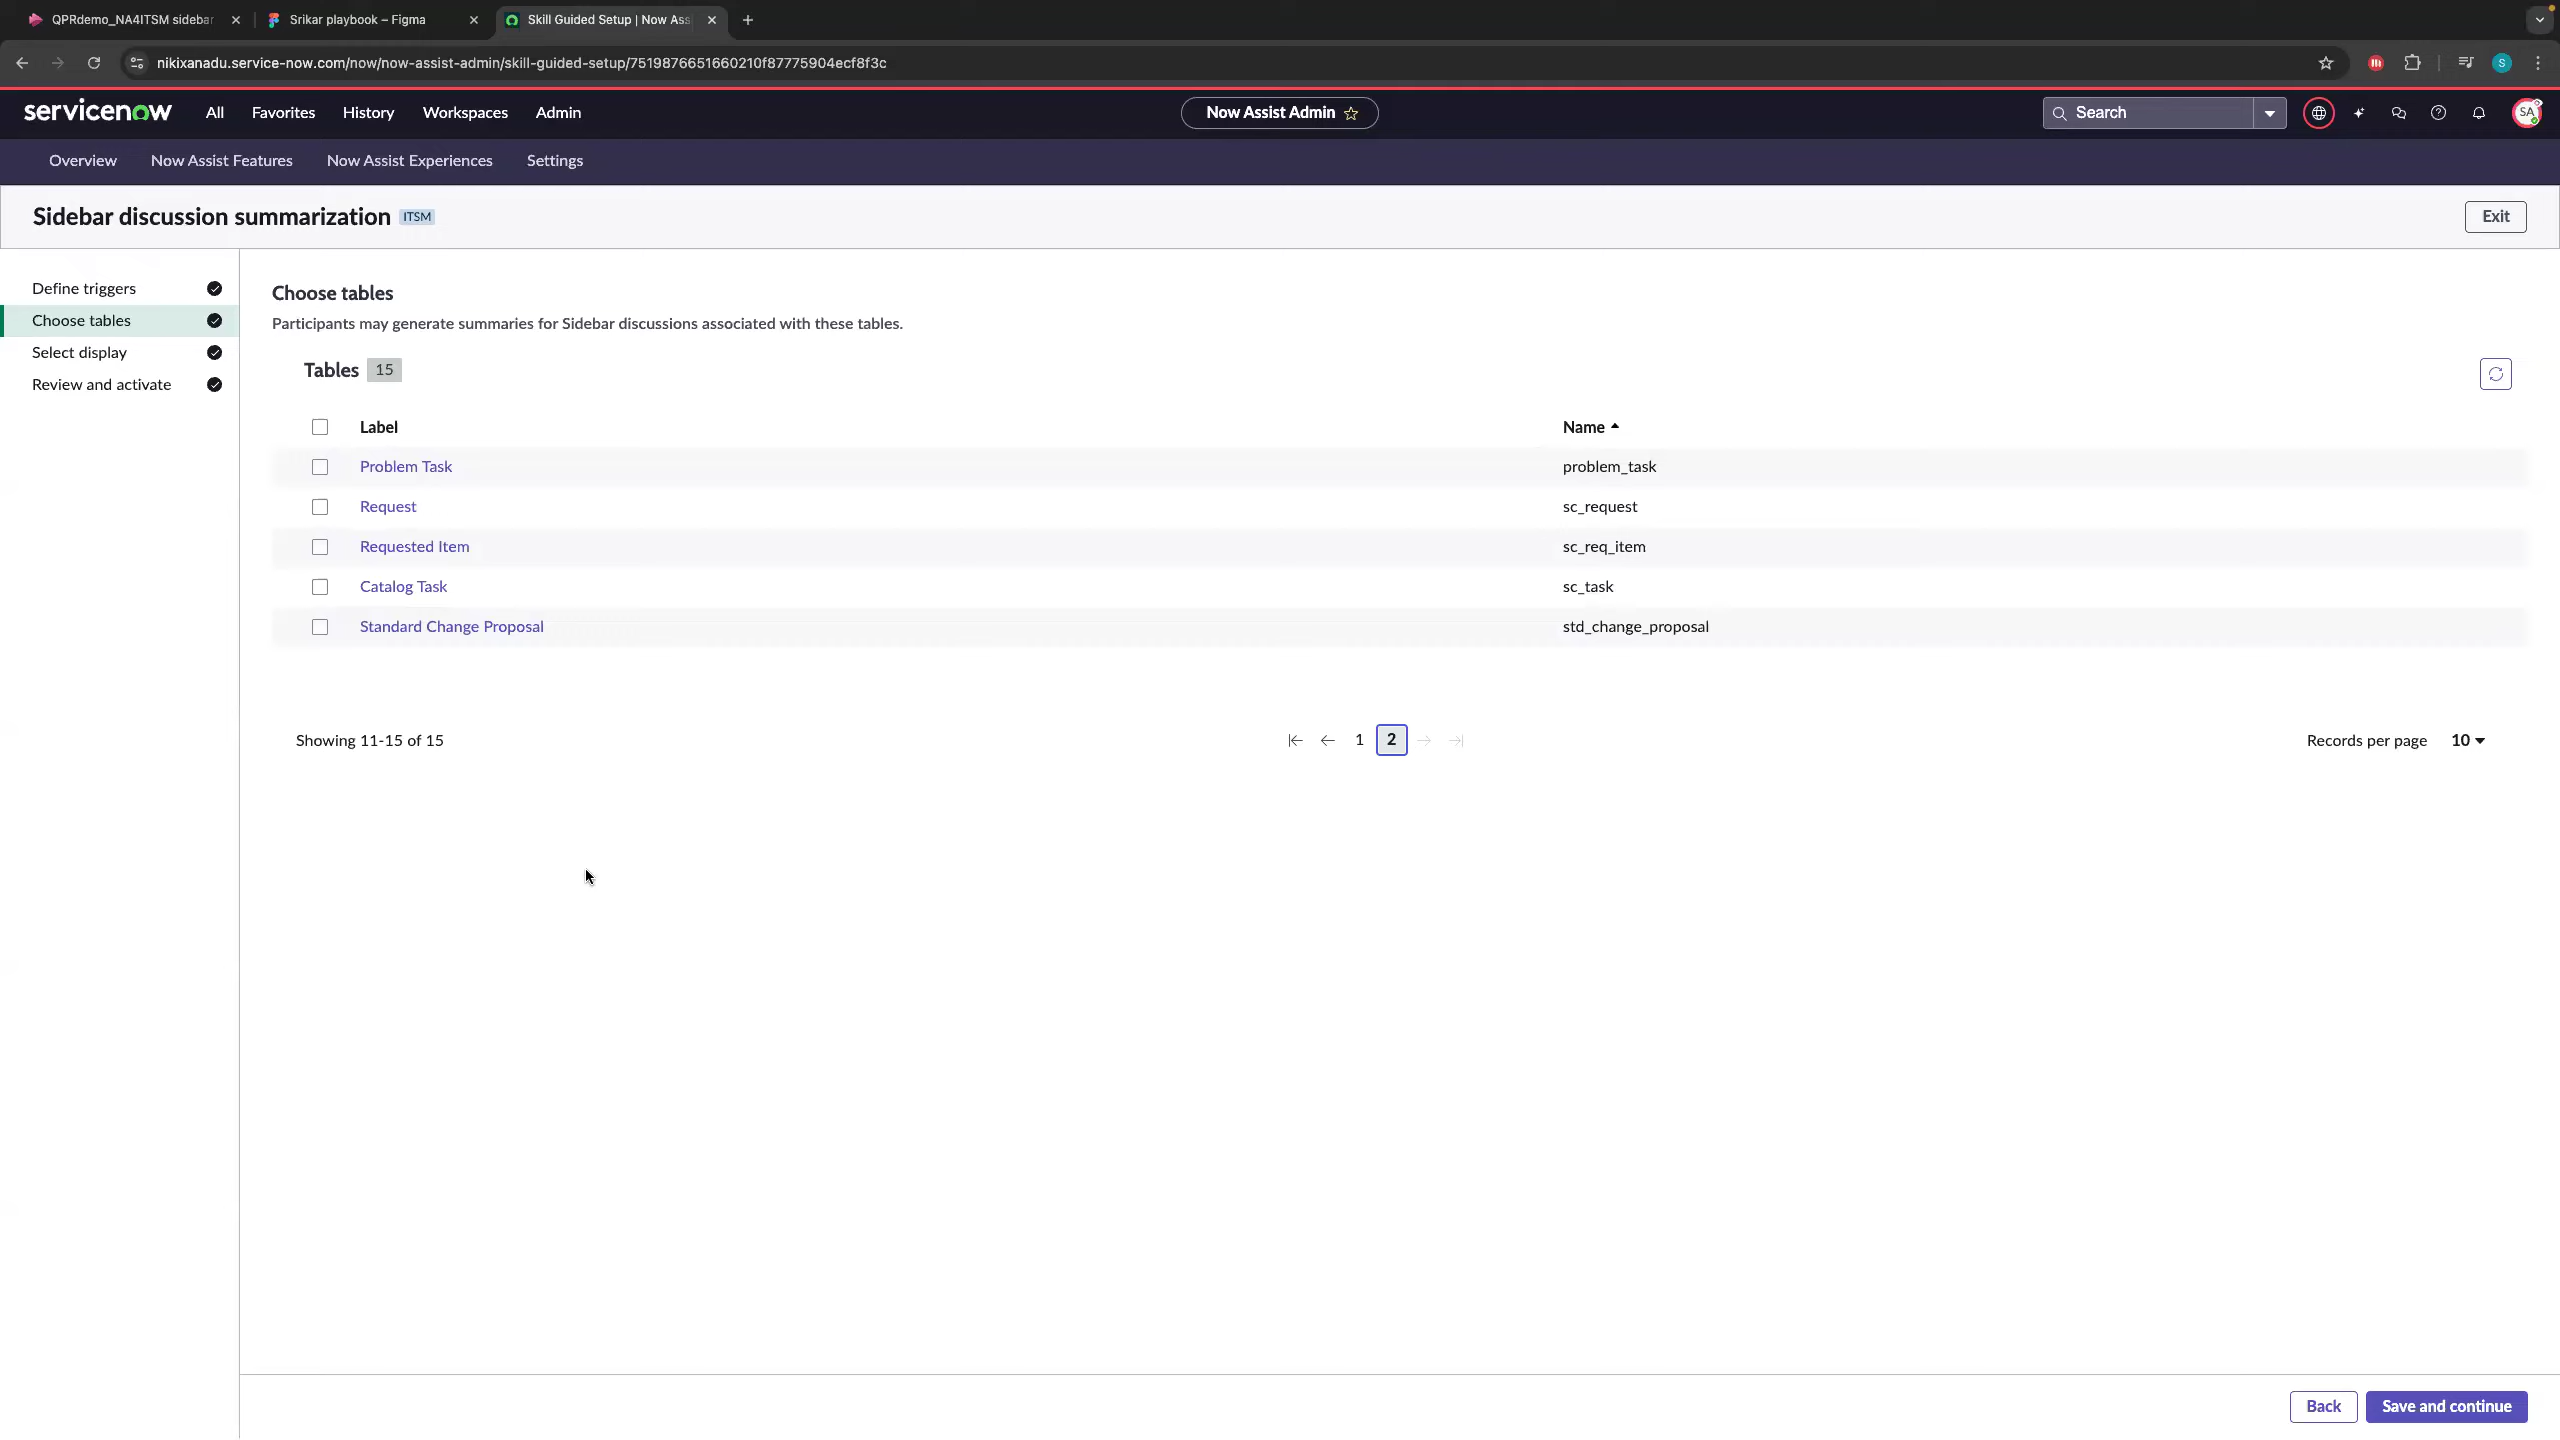 QPRdemo_NA4ITSM sidebar
Srikar playbook – Figma
Skill Guided Setup | Now Ass
nikixanadu.service-now.com/now/now-assist-admin/skill-guided-setup/7519876651660210f87775904ecf8f3c
S
servicenow
All
Favorites
History
Workspaces
Admin
Now Assist Admin
Search
SA
Overview
Now Assist Features
Now Assist Experiences
Settings
Sidebar discussion summarization ITSM
Exit
Define triggers
Choose tables
Select display
Review and activate
Choose tables
Participants may generate summaries for Sidebar discussions associated with these tables.
Tables 15
Label Name
Problem Task problem_task
Request sc_request
Requested Item sc_req_item
Catalog Task sc_task
Standard Change Proposal std_change_proposal
Showing 11-15 of 15
1 2
Records per page 10
Back
Save and continue